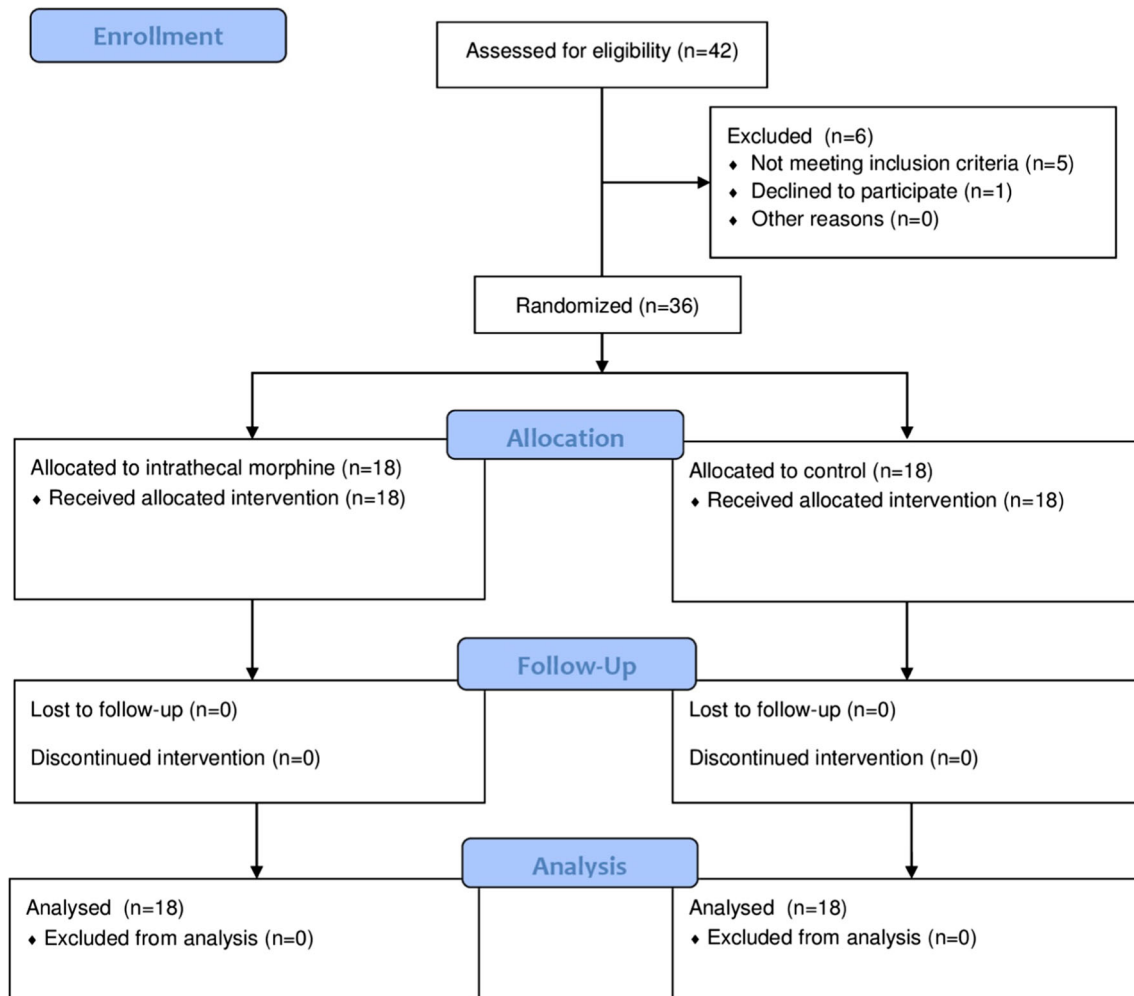 Enrollment
Assessed for eligibility (n=42)
Excluded (n=6)
♦ Not meeting inclusion criteria (n=5)
♦ Declined to participate (n=1)
♦ Other reasons (n=0)
Randomized (n=36)
Allocation
Allocated to intrathecal morphine (n=18)
♦ Received allocated intervention (n=18)
Allocated to control (n=18)
♦ Received allocated intervention (n=18)
Follow-Up
Lost to follow-up (n=0)
Discontinued intervention (n=0)
Lost to follow-up (n=0)
Discontinued intervention (n=0)
Analysis
Analysed (n=18)
♦ Excluded from analysis (n=0)
Analysed (n=18)
♦ Excluded from analysis (n=0)